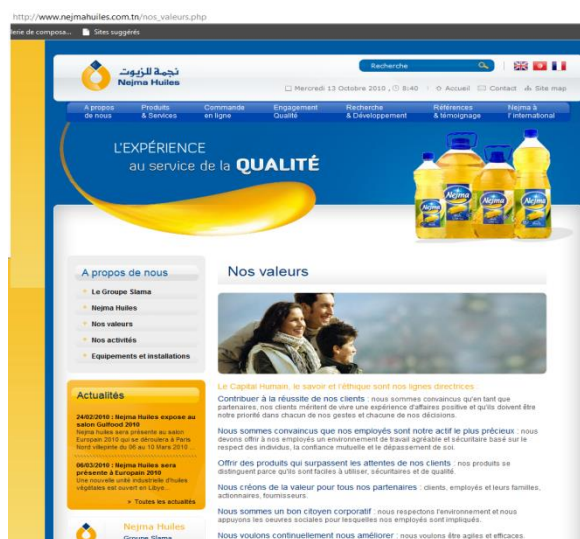 http://www.nejmahuiles.com.tn/nos_valeurs.php
lerie de composa... Sites suggérés
نجمة للزيوت
Nejma Huiles
Recherche
Mercredi 13 Octobre 2010 , 8:40 Accueil Contact Site map
A propos de nous
Produits & Services
Commande en ligne
Engagement Qualité
Recherche & Développement
Références & témoignage
Nejma à l'international
L'EXPÉRIENCE
au service de la QUALITÉ
Nejma
Nejma
Nejma
Nejma
A propos de nous
Le Groupe Slama
Nejma Huiles
Nos valeurs
Nos activités
Equipements et installations
Actualités
24/02/2010 : Nejma Huiles expose au
salon Gulfood 2010
Nejma huiles sera présente au salon
Europain 2010 qui se déroulera à Paris
Nord villepinte du 06 au 10 Mars 2010 ...
06/03/2010 : Nejma Huiles sera
présente à Europain 2010
Une nouvelle unité industrielle d'huiles
végétales est ouvert en Libye...
> Toutes les actualités
Nejma Huiles
Groupe Slama
Nos valeurs
Le Capital Humain, le savoir et l'éthique sont nos lignes directrices :
Contribuer à la réussite de nos clients : nous sommes convaincus qu'en tant que
partenaires, nos clients méritent de vivre une expérience d'affaires positive et qu'ils doivent être
notre priorité dans chacun de nos gestes et chacune de nos décisions.
Nous sommes convaincus que nos employés sont notre actif le plus précieux : nous
devons offrir à nos employés un environnement de travail agréable et sécuritaire basé sur le
respect des individus, la confiance mutuelle et le dépassement de soi.
Offrir des produits qui surpassent les attentes de nos clients : nos produits se
distinguent parce qu'ils sont faciles à utiliser, sécuritaires et de qualité.
Nous créons de la valeur pour tous nos partenaires : clients, employés et leurs familles,
actionnaires, fournisseurs.
Nous sommes un bon citoyen corporatif : nous respectons l'environnement et nous
appuyons les oeuvres sociales pour lesquelles nos employés sont impliqués.
Nous voulons continuellement nous améliorer : nous voulons être agiles et efficaces.